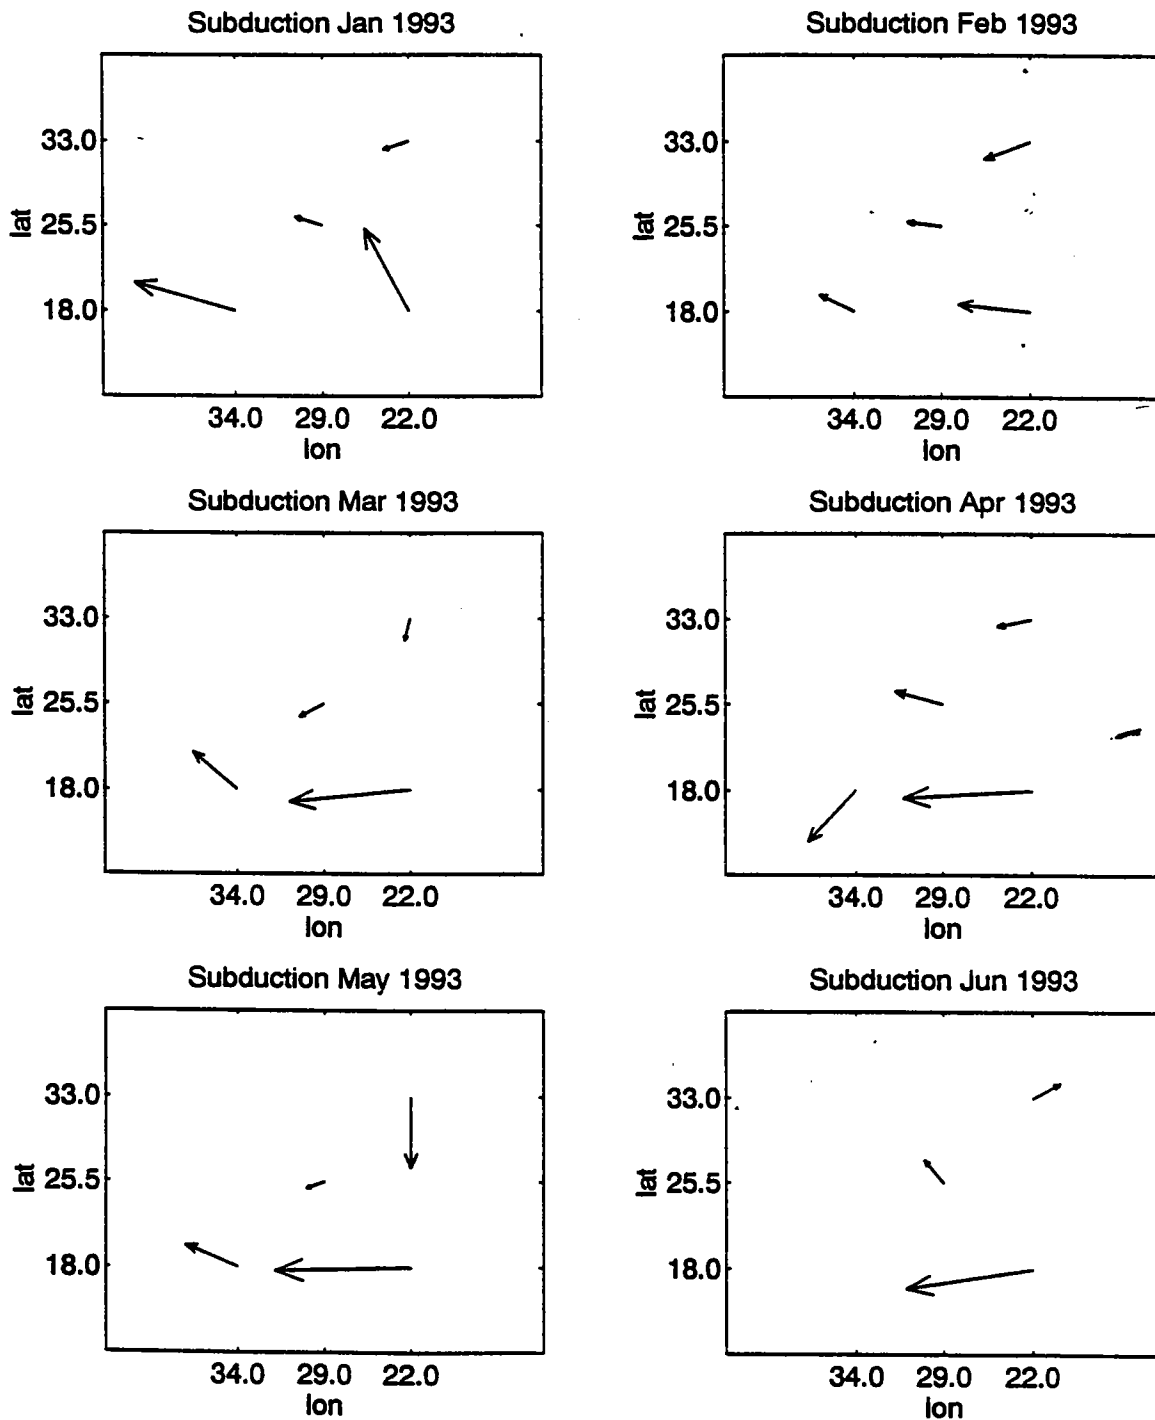 Subduction Jan 1993
lat
33.0
25.5
18.0
34.0 29.0 22.0
lon
Subduction Feb 1993
lat
33.0
25.5
18.0
34.0 29.0 22.0
lon
Subduction Mar 1993
lat
33.0
25.5
18.0
34.0 29.0 22.0
lon
Subduction Apr 1993
lat
33.0
25.5
18.0
34.0 29.0 22.0
lon
Subduction May 1993
lat
33.0
25.5
18.0
34.0 29.0 22.0
lon
Subduction Jun 1993
lat
33.0
25.5
18.0
34.0 29.0 22.0
lon